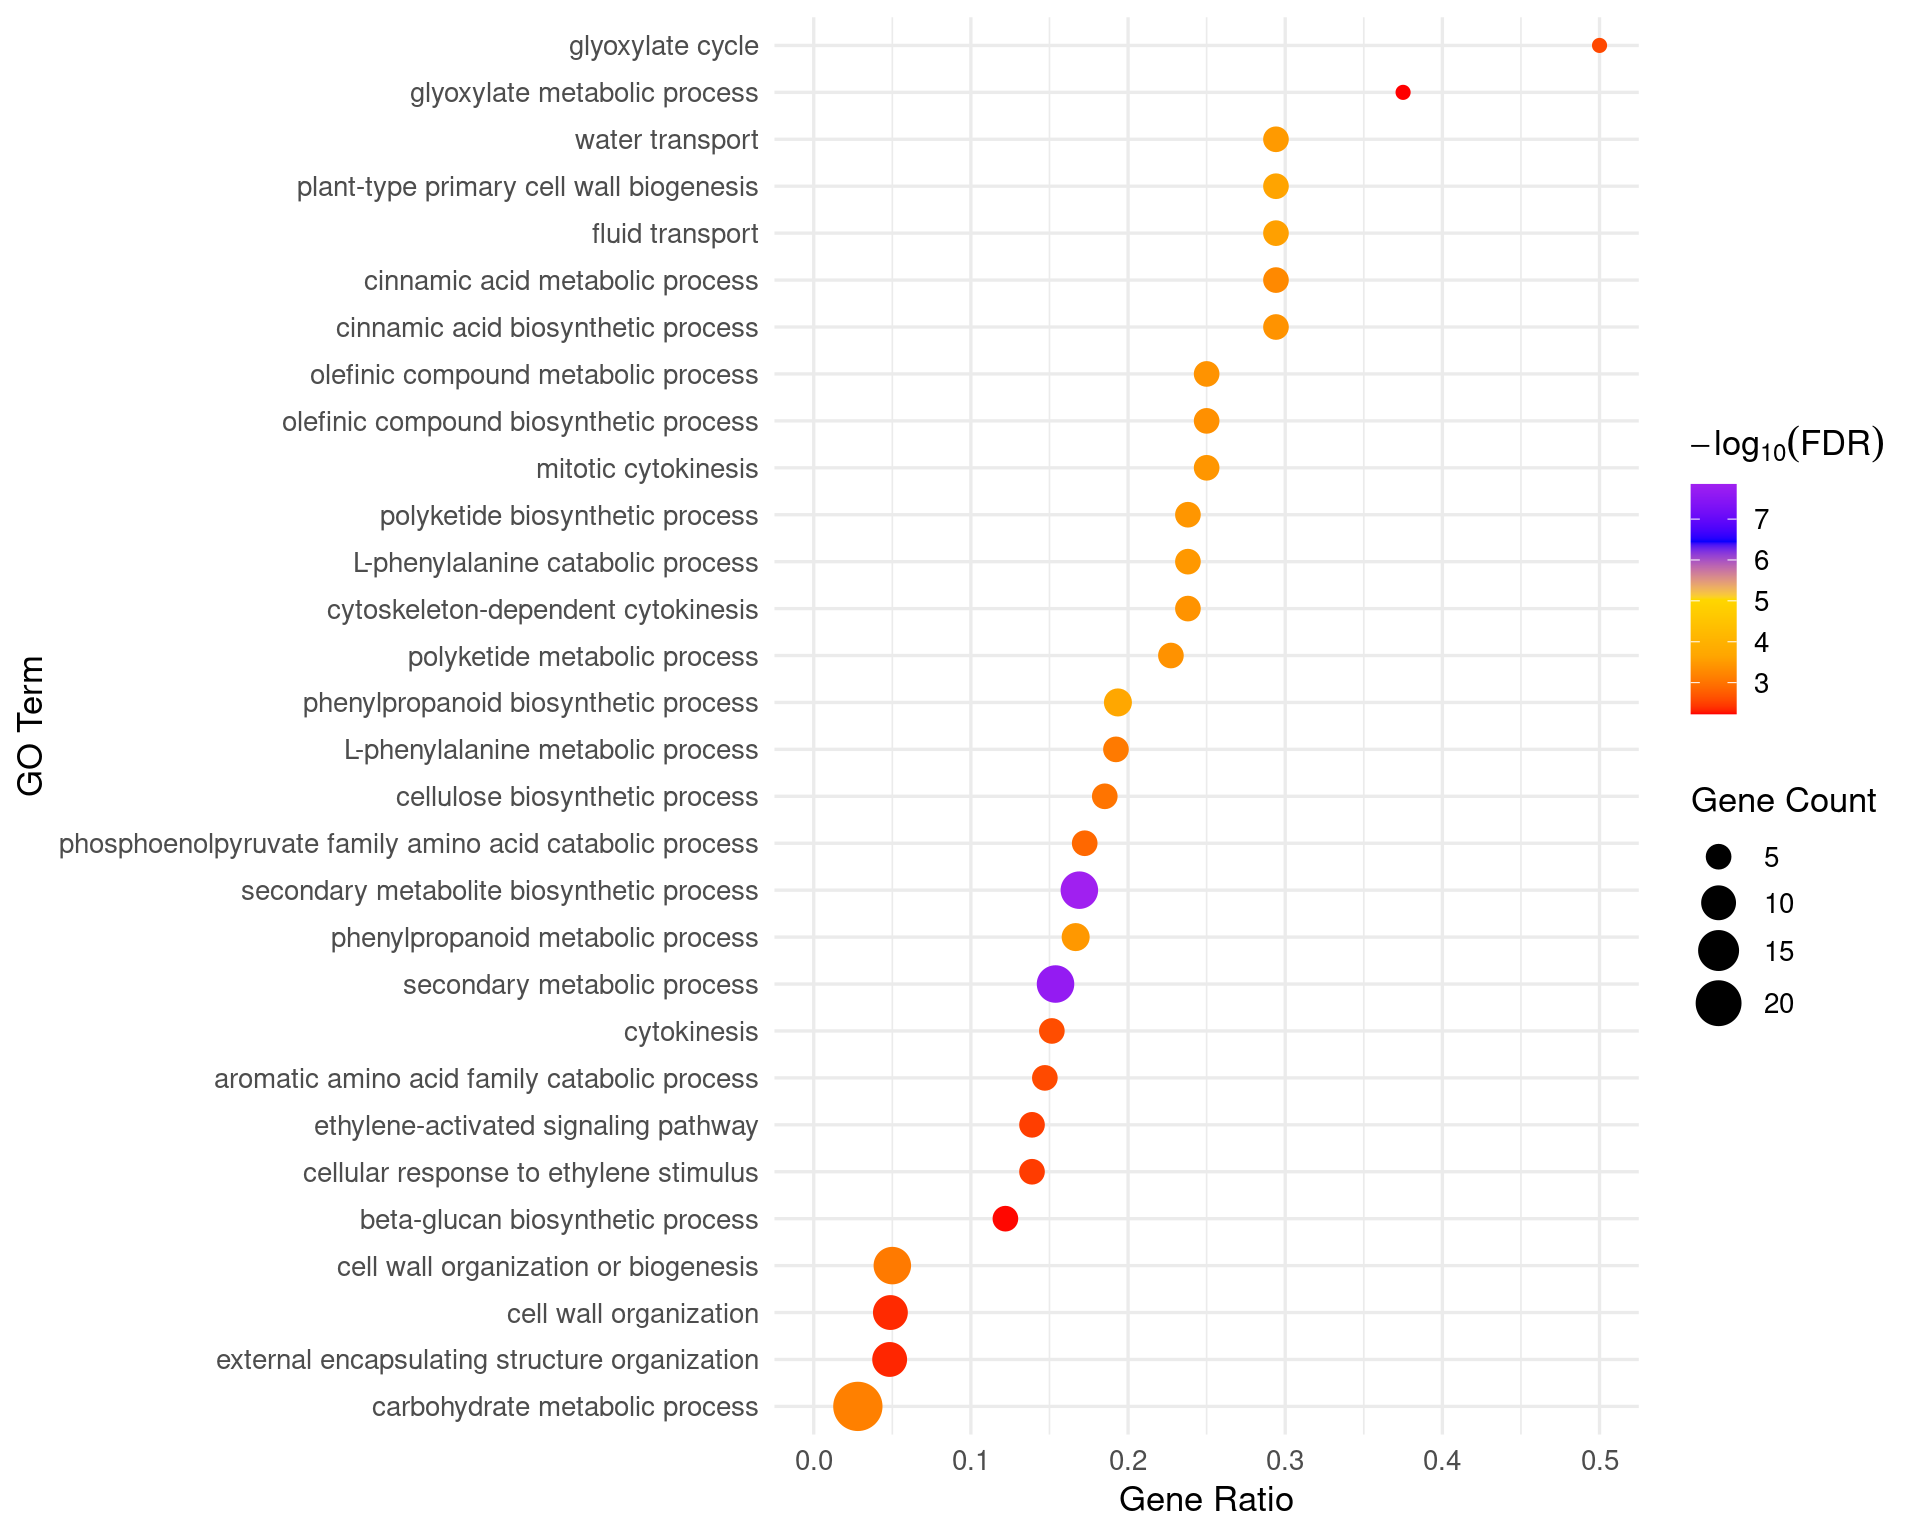 glyoxylate cycle
glyoxylate metabolic process
water transport
plant-type primary cell wall biogenesis
fluid transport
cinnamic acid metabolic process
cinnamic acid biosynthetic process
olefinic compound metabolic process
olefinic compound biosynthetic process
mitotic cytokinesis
polyketide biosynthetic process
L-phenylalanine catabolic process
cytoskeleton-dependent cytokinesis
polyketide metabolic process
phenylpropanoid biosynthetic process
L-phenylalanine metabolic process
cellulose biosynthetic process
phosphoenolpyruvate family amino acid catabolic process
secondary metabolite biosynthetic process
phenylpropanoid metabolic process
secondary metabolic process
cytokinesis
aromatic amino acid family catabolic process
ethylene-activated signaling pathway
cellular response to ethylene stimulus
beta-glucan biosynthetic process
cell wall organization or biogenesis
cell wall organization
external encapsulating structure organization
carbohydrate metabolic process
GO Term
0.0 0.1 0.2 0.3 0.4 0.5
Gene Ratio
−log₁₀(FDR)
7
6
5
4
3
Gene Count
5
10
15
20